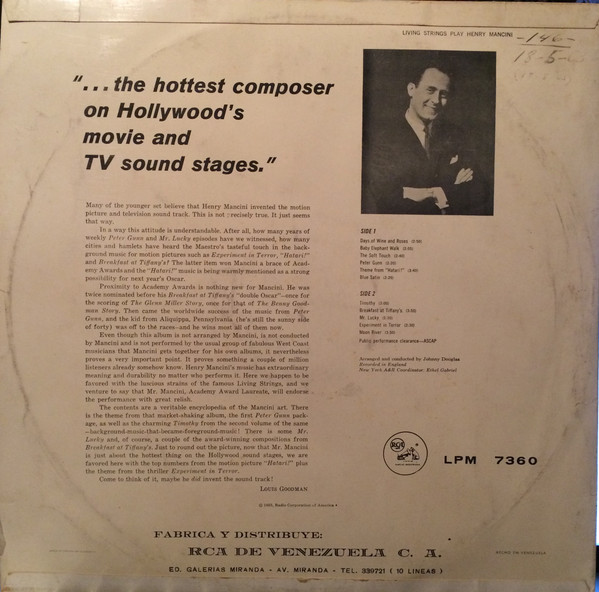 LIVING STRINGS PLAY HENRY MANCINI
-146-
"...the hottest composer
on Hollywood's
movie and
TV sound stages."
Many of the younger set believe that Henry Mancini invented the motion
picture and television sound track. This is not precisely true. It just seems
that way.
In a way this attitude is understandable. After all, how many years of
weekly Peter Gunn and Mr. Lucky episodes have we witnessed, how many
cities and hamlets have heard the Maestro's tasteful touch in the back-
ground music for motion pictures such as Experiment in Terror, "Hatari!"
and Breakfast at Tiffany's? The latter item won Mancini a brace of Acad-
emy Awards and the "Hatari!" music is being warmly mentioned as a strong
possibility for next year's Oscar.
Proximity to Academy Awards is nothing new for Mancini. He was
twice nominated before his Breakfast at Tiffany's "double Oscar"—once for
the scoring of The Glenn Miller Story, once for that of The Benny Good-
man Story. Then came the worldwide success of the music from Peter
Gunn, and the kid from Aliquippa, Pennsylvania (he's still the sunny side
of forty) was off to the races—and he wins most all of them now.
Even though this album is not arranged by Mancini, is not conducted
by Mancini and is not performed by the usual group of fabulous West Coast
musicians that Mancini gets together for his own albums, it nevertheless
proves a very important point. It proves something a couple of million
listeners already somehow know. Henry Mancini's music has extraordinary
meaning and durability no matter who performs it. Here we happen to be
favored with the luscious strains of the famous Living Strings, and we
venture to say that Mr. Mancini, Academy Award Laureate, will endorse
the performance with great relish.
The contents are a veritable encyclopedia of the Mancini art. There
is the theme from that market-shaking album, the first Peter Gunn pack-
age, as well as the charming Timothy from the second volume of the same
—background-music-that-became-foreground-music! There is some Mr.
Lucky and, of course, a couple of the award-winning compositions from
Breakfast at Tiffany's. Just to round out the picture, now that Mr. Mancini
is just about the hottest thing on the Hollywood sound stages, we are
favored here with the top numbers from the motion picture "Hatari!" plus
the theme from the thriller Experiment in Terror.
Come to think of it, maybe he did invent the sound track!
LOUIS GOODMAN
Radio Corporation of America
SIDE 1
Days of Wine and Roses
Baby Elephant Walk
The Soft Touch
Peter Gunn
Theme from "Hatari!"
Blue Satin
SIDE 2
Timothy
Breakfast at Tiffany's
Mr. Lucky
Experiment in Terror
Moon River
Public performance clearance—ASCAP
Arranged and conducted by Johnny Douglas
Recorded in England
New York A&R Coordinator: Ethel Gabriel
RCA
LPM 7360
FABRICA Y DISTRIBUYE:
RCA DE VENEZUELA C. A.
ED. GALERIAS MIRANDA - AV. MIRANDA - TEL. 339721 (10 LINEAS)
HECHO EN VENEZUELA